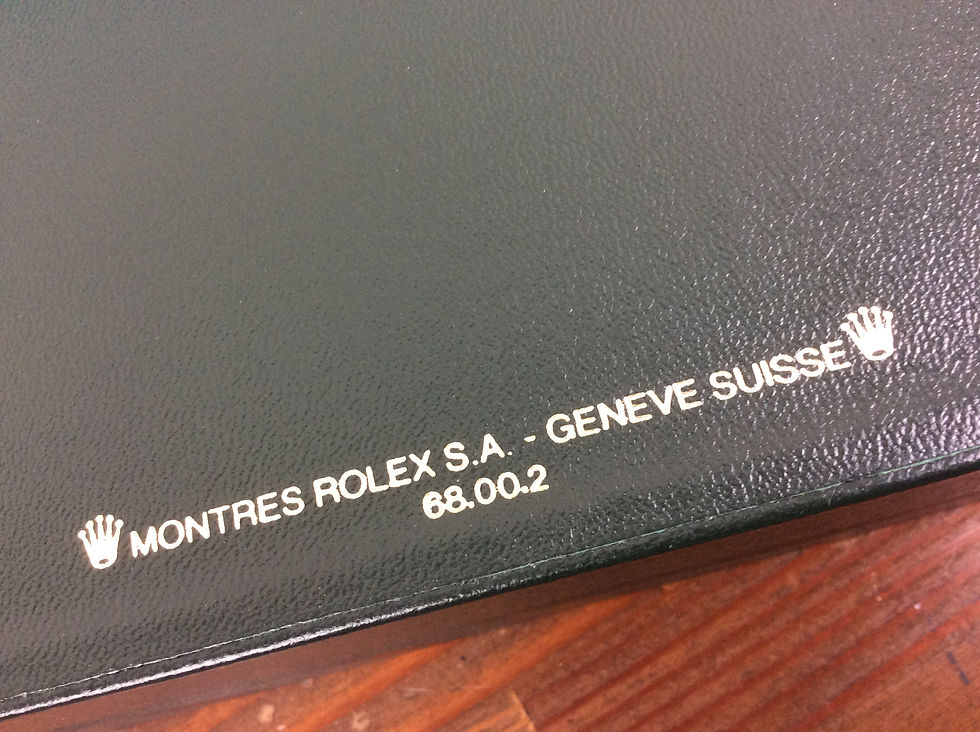 MONTRES ROLEX S.A. - GENEVE SUISSE
68.00.2